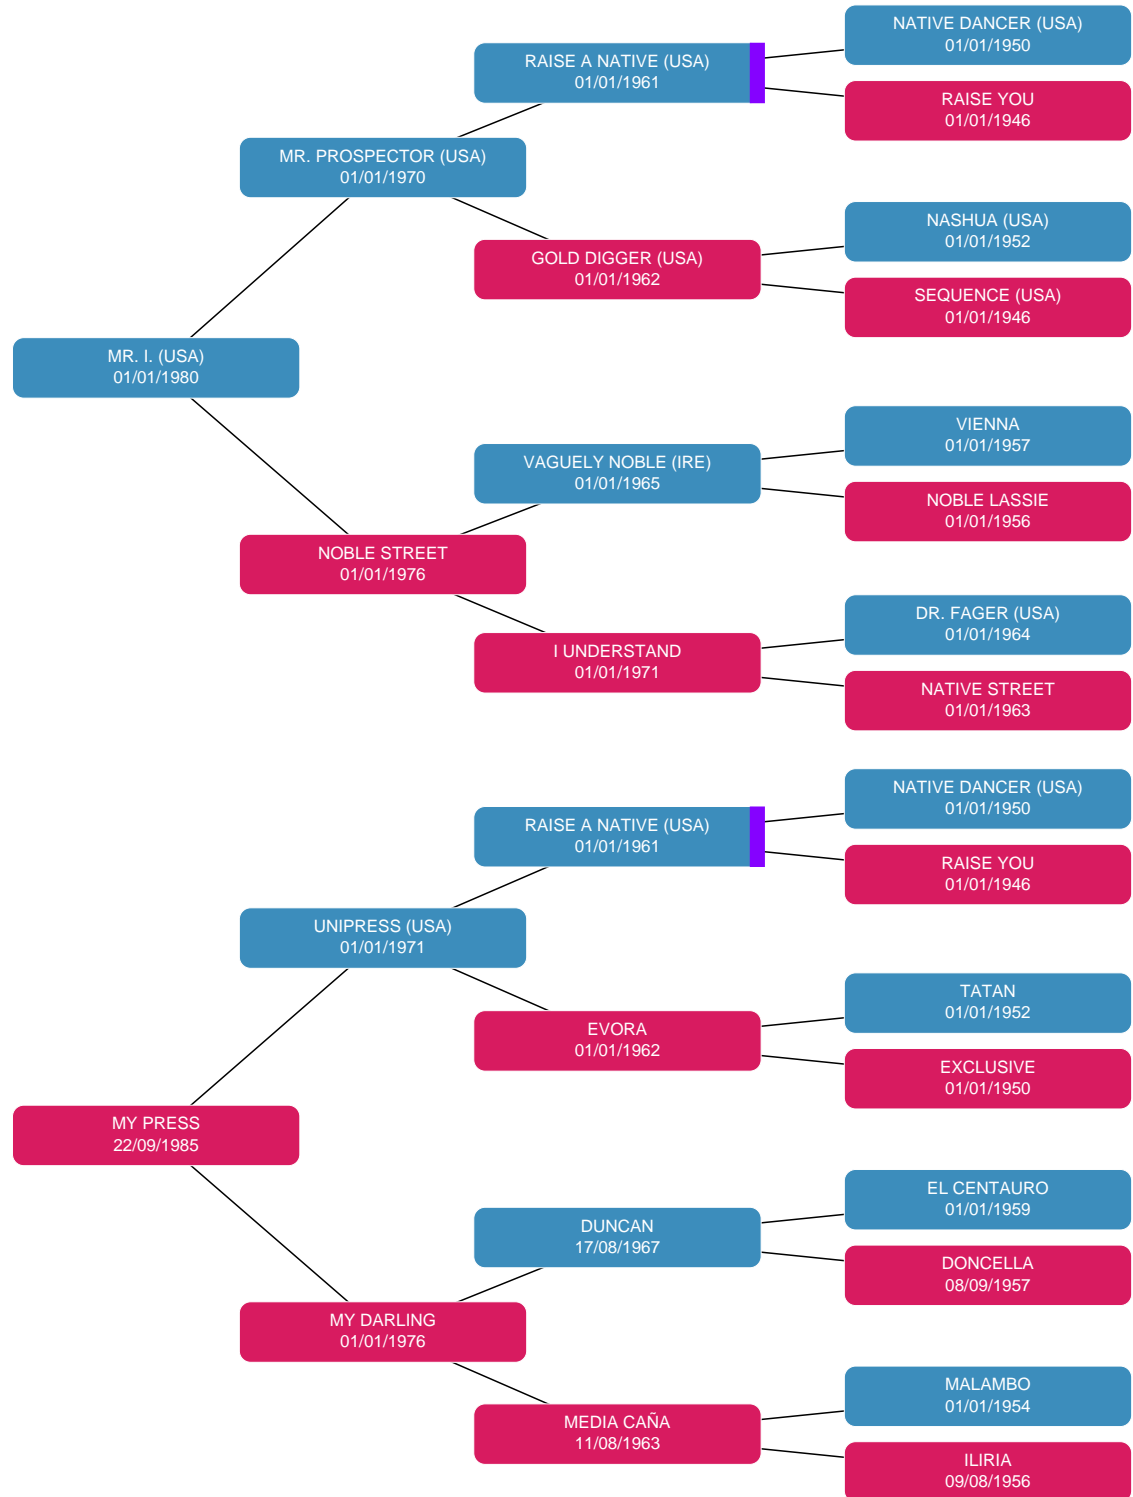 NATIVE DANCER (USA)
01/01/1950
RAISE A NATIVE (USA)
01/01/1961
RAISE YOU
01/01/1946
MR. PROSPECTOR (USA)
01/01/1970
NASHUA (USA)
01/01/1952
GOLD DIGGER (USA)
01/01/1962
SEQUENCE (USA)
01/01/1946
MR. I. (USA)
01/01/1980
VIENNA
01/01/1957
VAGUELY NOBLE (IRE)
01/01/1965
NOBLE LASSIE
01/01/1956
NOBLE STREET
01/01/1976
DR. FAGER (USA)
01/01/1964
I UNDERSTAND
01/01/1971
NATIVE STREET
01/01/1963
NATIVE DANCER (USA)
01/01/1950
RAISE A NATIVE (USA)
01/01/1961
RAISE YOU
01/01/1946
UNIPRESS (USA)
01/01/1971
TATAN
01/01/1952
EVORA
01/01/1962
EXCLUSIVE
01/01/1950
MY PRESS
22/09/1985
EL CENTAURO
01/01/1959
DUNCAN
17/08/1967
DONCELLA
08/09/1957
MY DARLING
01/01/1976
MALAMBO
01/01/1954
MEDIA CAÑA
11/08/1963
ILIRIA
09/08/1956